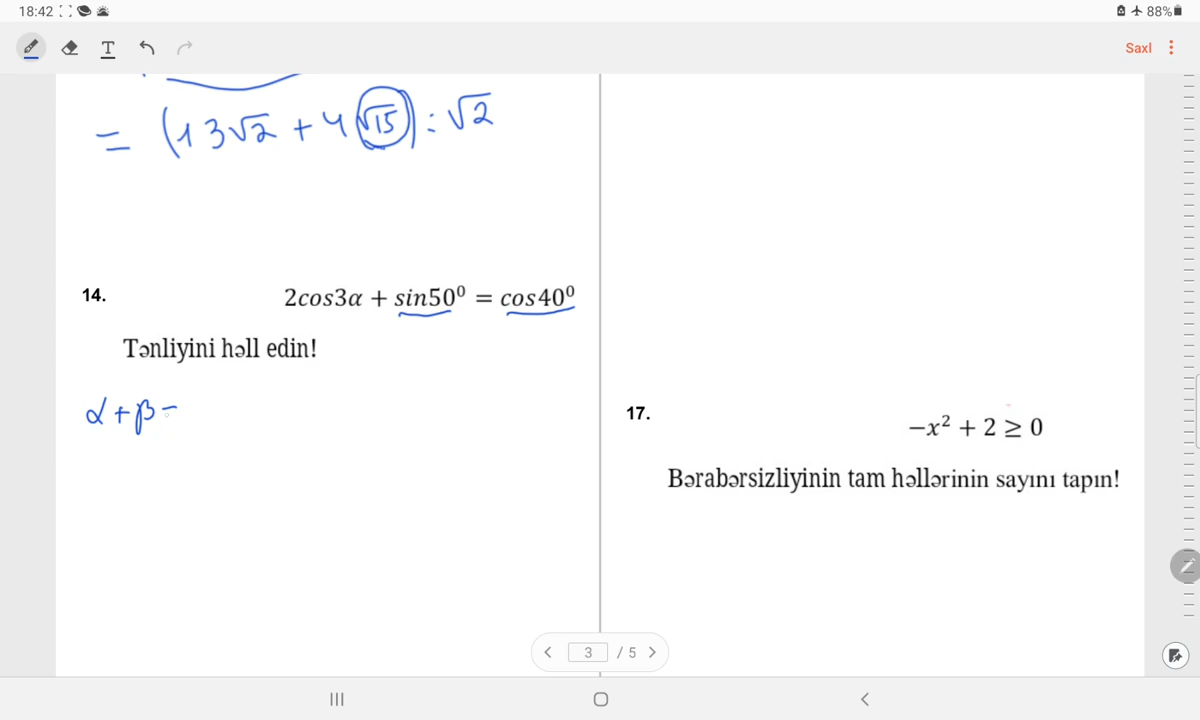 18:42
88%
T
Saxl
= (13√2 + 4√15) : √2
14.
2cos3α + sin50⁰ = cos40⁰
Tənliyini həll edin!
α + β =
17.
−x² + 2 ≥ 0
Bərabərsizliyinin tam həllərinin sayını tapın!
3 / 5